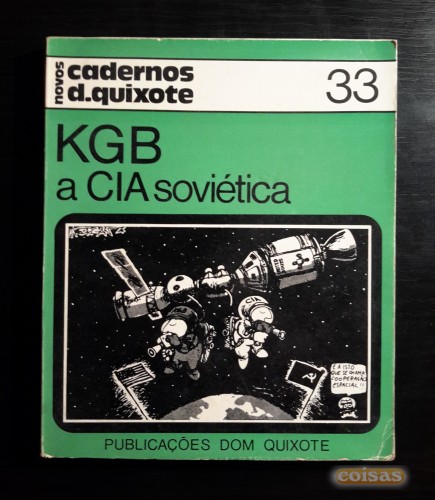 novos
cadernos
d.quixote
33
KGB
a CIA soviética
CIA
É A ISTO
QUE SE CHAMA
COOPERAÇÃO
ESPACIAL!!
PUBLICAÇÕES DOM QUIXOTE
coisas